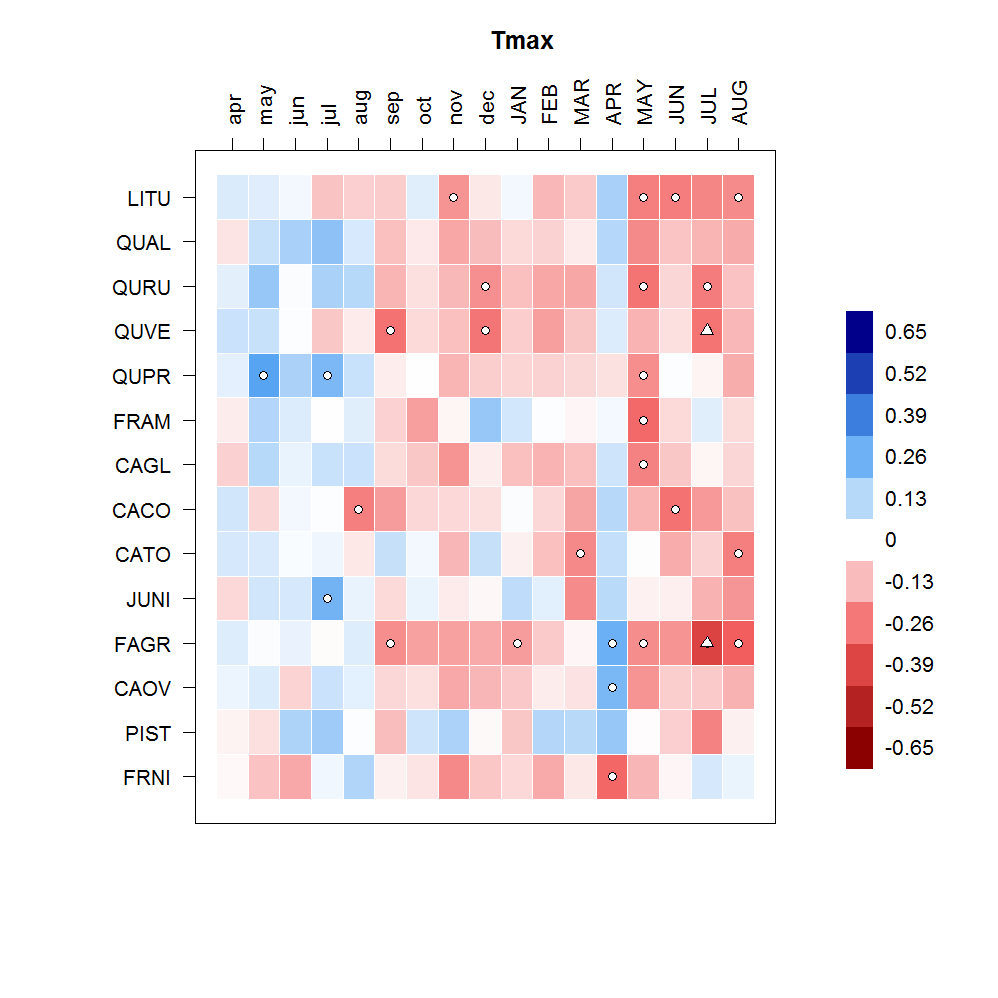 Tmax
apr may jun jul aug sep oct nov dec JAN FEB MAR APR MAY JUN JUL AUG
LITU
QUAL
QURU
QUVE
QUPR
FRAM
CAGL
CACO
CATO
JUNI
FAGR
CAOV
PIST
FRNI
0.65
0.52
0.39
0.26
0.13
0
-0.13
-0.26
-0.39
-0.52
-0.65